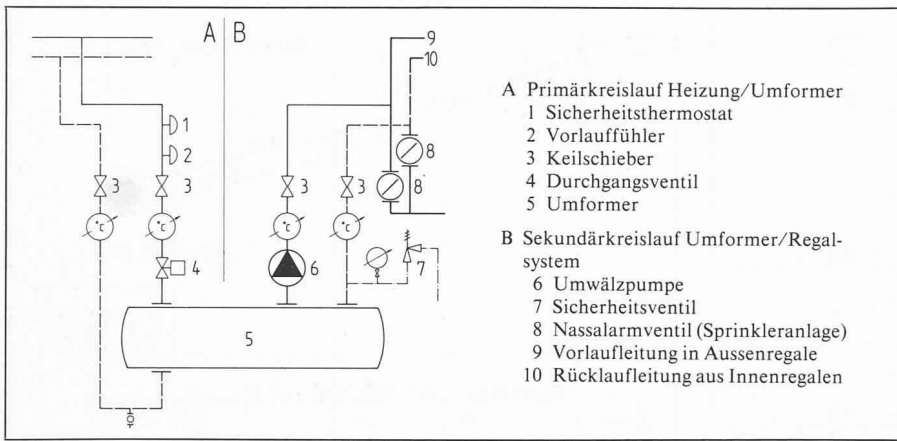 A B
9
10
1
2
3
3
3
3
8
8
°C
°C
°C
°C
4
6
7
5
A Primärkreislauf Heizung/Umformer
1 Sicherheitsthermostat
2 Vorlauffühler
3 Keilschieber
4 Durchgangsventil
5 Umformer
B Sekundärkreislauf Umformer/Regal-
system
6 Umwälzpumpe
7 Sicherheitsventil
8 Nassalarmventil (Sprinkleranlage)
9 Vorlaufleitung in Aussenregale
10 Rücklaufleitung aus Innenregalen